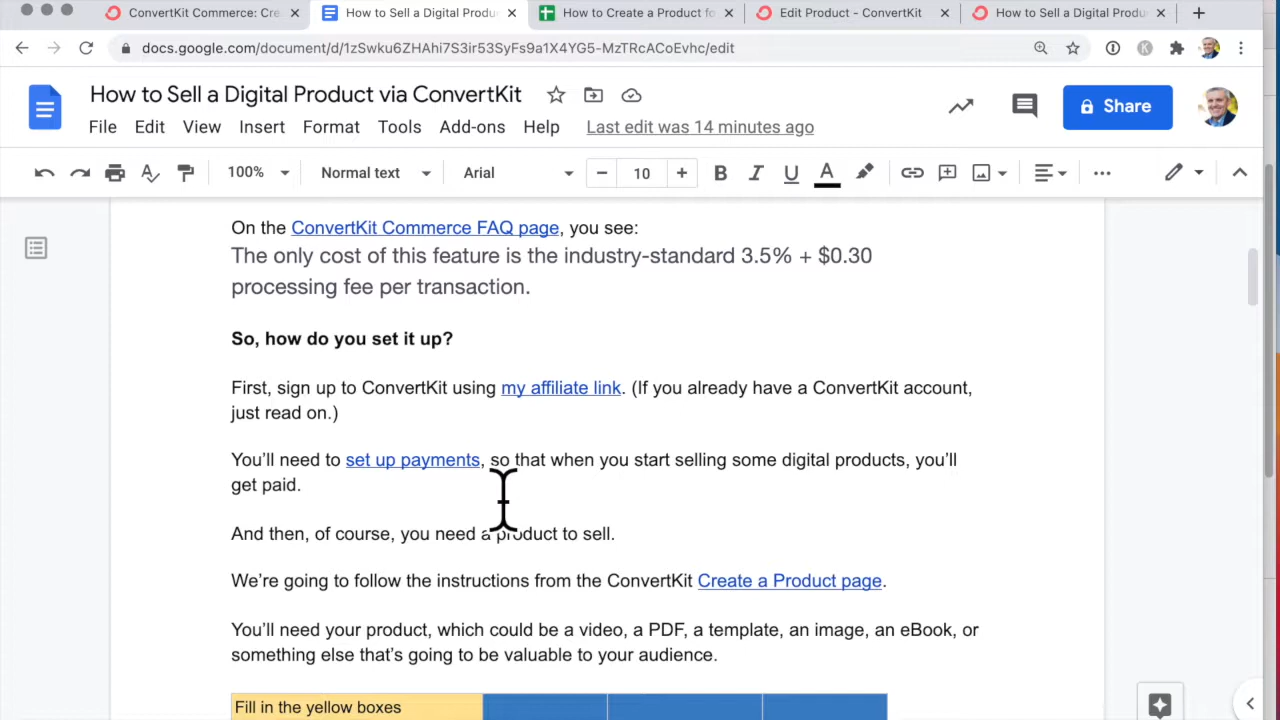 ConvertKit Commerce: Cre
How to Sell a Digital Produ
How to Create a Product fo
Edit Product - ConvertKit
How to Sell a Digital Produ
docs.google.com/document/d/1zSwku6ZHAhi7S3ir53SyFs9a1X4YG5-MzTRcACoEvhc/edit
How to Sell a Digital Product via ConvertKit
Share
File Edit View Insert Format Tools Add-ons Help Last edit was 14 minutes ago
100% Normal text Arial 10 B I U A
On the ConvertKit Commerce FAQ page, you see:
The only cost of this feature is the industry-standard 3.5% + $0.30
processing fee per transaction.
So, how do you set it up?
First, sign up to ConvertKit using my affiliate link. (If you already have a ConvertKit account,
just read on.)
You'll need to set up payments, so that when you start selling some digital products, you'll
get paid.
And then, of course, you need a product to sell.
We're going to follow the instructions from the ConvertKit Create a Product page.
You'll need your product, which could be a video, a PDF, a template, an image, an eBook, or
something else that's going to be valuable to your audience.
Fill in the yellow boxes